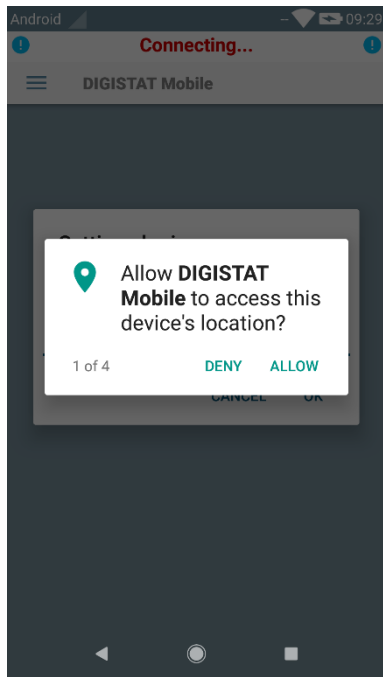 Android -- 09:29
Connecting...
DIGISTAT Mobile
Allow DIGISTAT
Mobile to access this
device's location?
1 of 4 DENY ALLOW
CANCEL OK